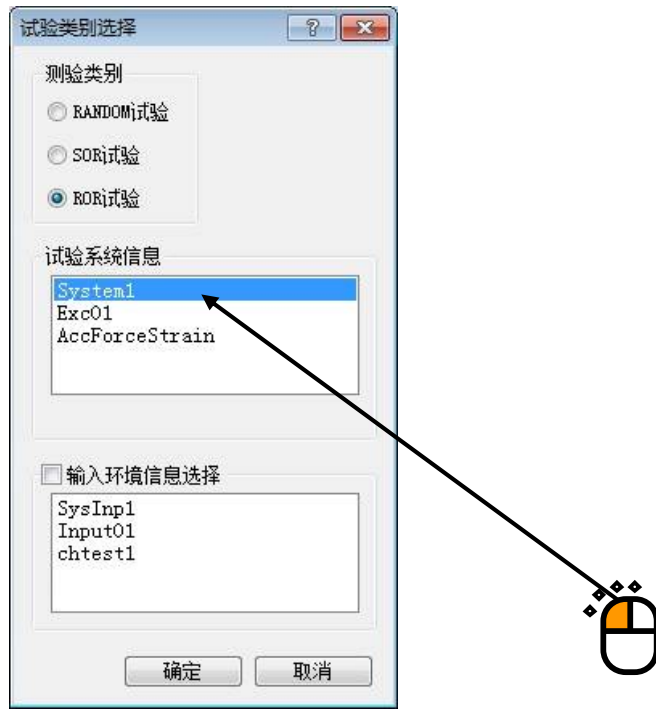 试验类别选择
测验类别
RANDOM试验
SOR试验
ROR试验
试验系统信息
System1
Exc01
AccForceStrain
输入环境信息选择
SysInp1
Input01
chtest1
确定
取消